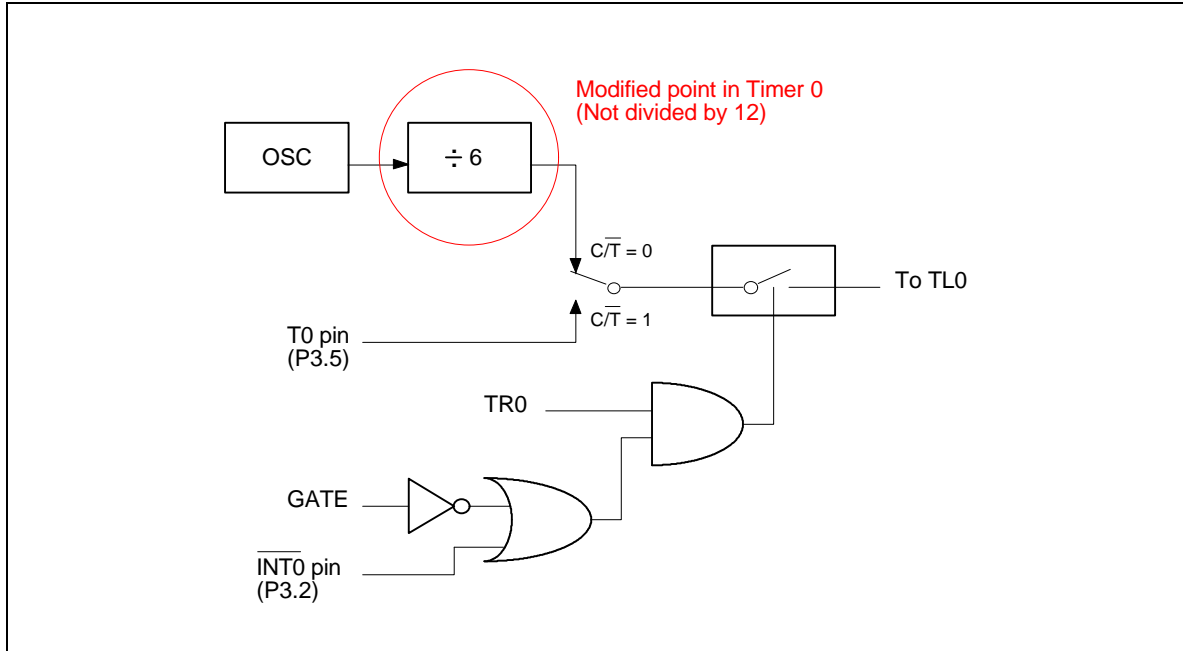 Modified point in Timer 0
(Not divided by 12)
OSC
÷ 6
C/T̅ = 0
To TL0
C/T̅ = 1
T0 pin
(P3.5)
TR0
GATE
I̅N̅T̅0̅ pin
(P3.2)